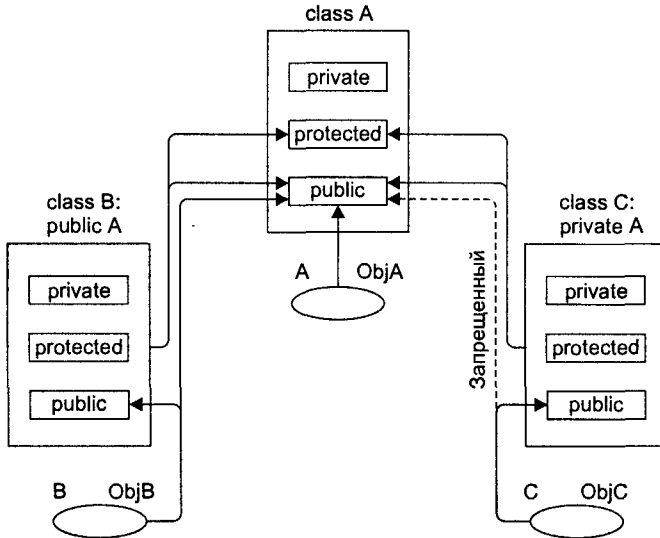 class A
private
protected
public
class B:
public A
private
protected
public
A ObjA
class C:
private A
private
protected
public
Запрещенный
B ObjB
C ObjC